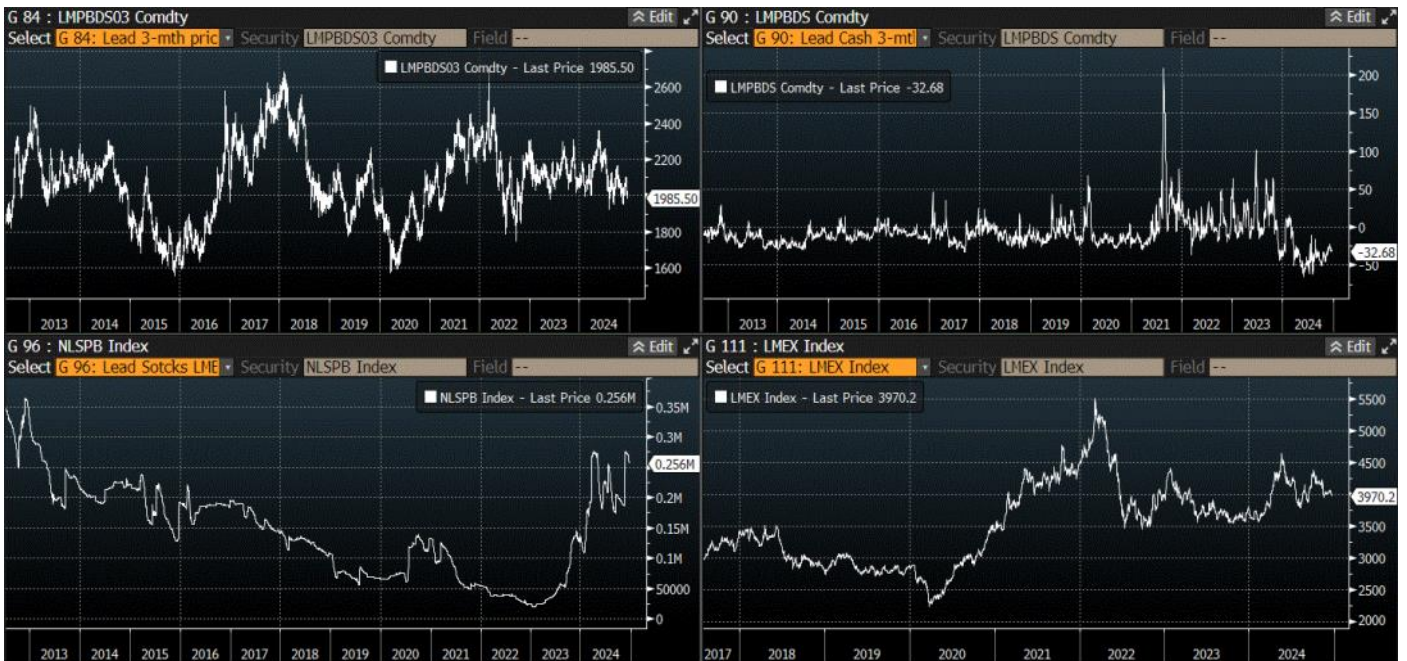 G 84 : LMPBDS03 Comdty
Edit
Select G 84: Lead 3-mth pric Security LMPBDS03 Comdty Field --
LMPBDS03 Comdty - Last Price 1985.50
2600
2400
2200
1985.50
1800
1600
2013 2014 2015 2016 2017 2018 2019 2020 2021 2022 2023 2024
G 90 : LMPBDS Comdty
Edit
Select G 90: Lead Cash 3-mtl Security LMPBDS Comdty Field --
LMPBDS Comdty - Last Price -32.68
200
150
100
50
0
-32.68
-50
2013 2014 2015 2016 2017 2018 2019 2020 2021 2022 2023 2024
G 96 : NLSPB Index
Edit
Select G 96: Lead Sotcks LME Security NLSPB Index Field --
NLSPB Index - Last Price 0.256M
0.35M
0.3M
0.256M
0.2M
0.15M
0.1M
50000
0
2013 2014 2015 2016 2017 2018 2019 2020 2021 2022 2023 2024
G 111 : LMEX Index
Edit
Select G 111: LMEX Index Security LMEX Index Field --
LMEX Index - Last Price 3970.2
5500
5000
4500
3970.2
3500
3000
2500
2000
2017 2018 2019 2020 2021 2022 2023 2024